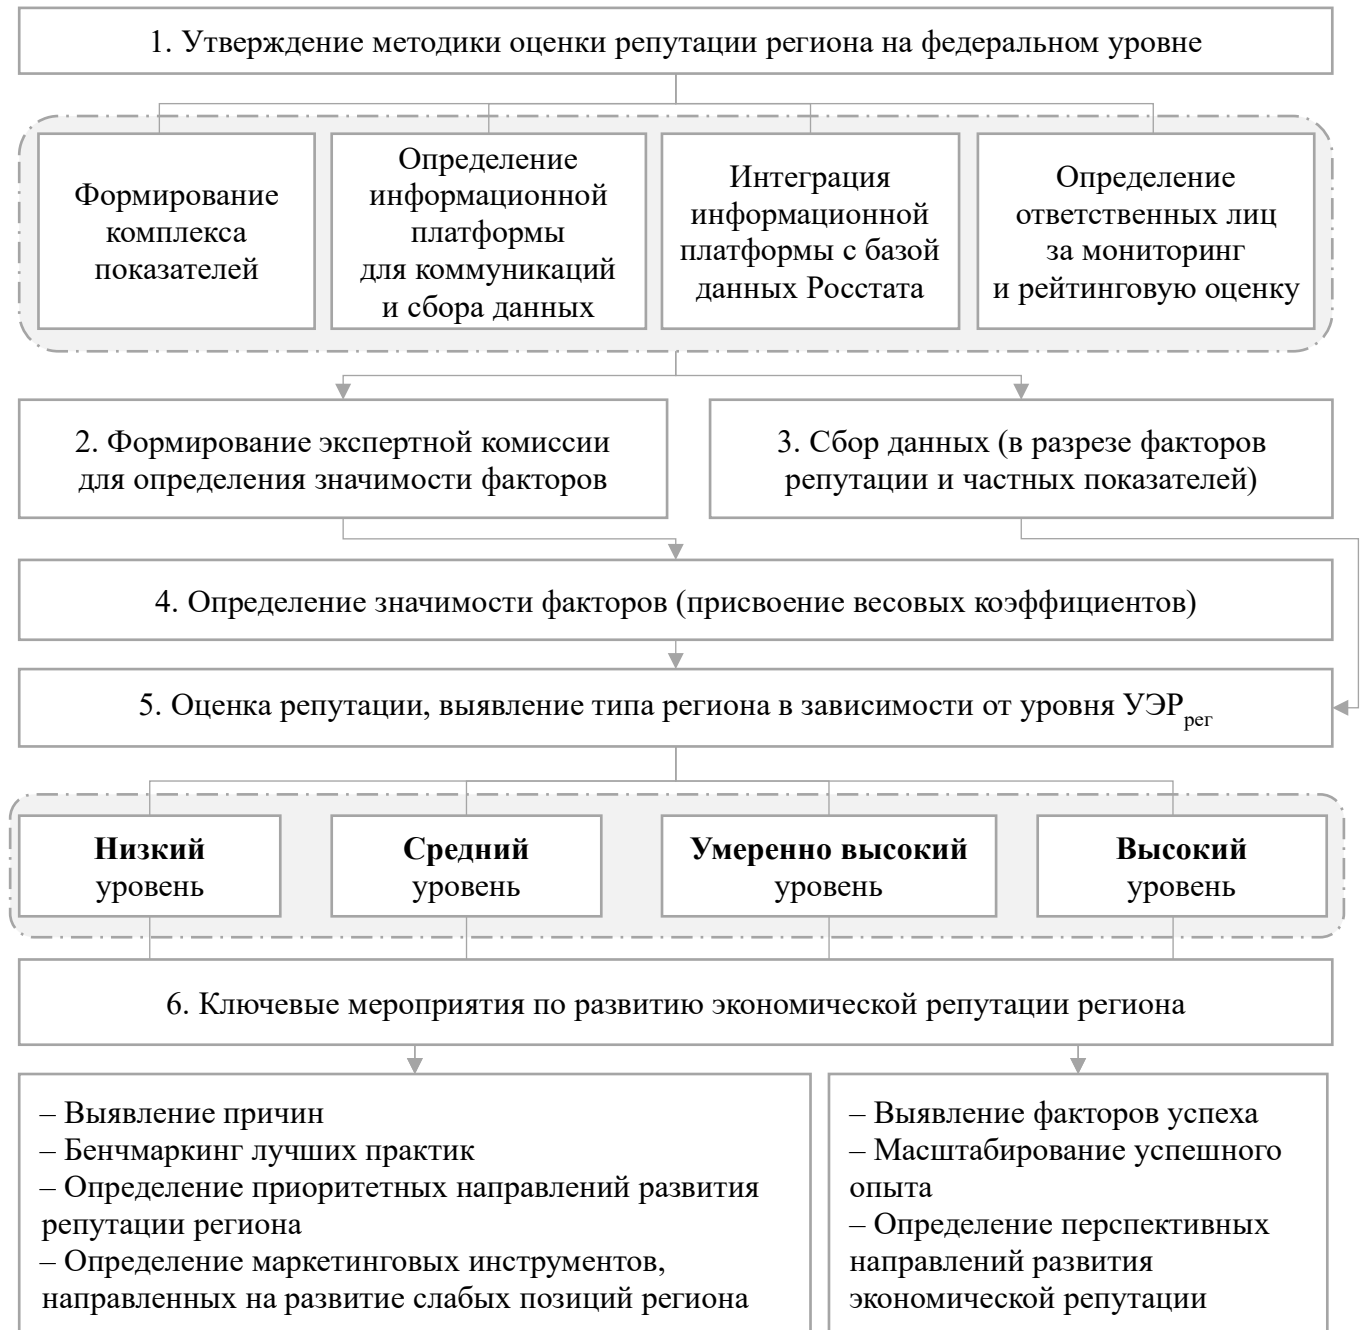 1. Утверждение методики оценки репутации региона на федеральном уровне
Формирование
комплекса
показателей
Определение
информационной
платформы
для коммуникаций
и сбора данных
Интеграция
информационной
платформы с базой
данных Росстата
Определение
ответственных лиц
за мониторинг
и рейтинговую оценку
2. Формирование экспертной комиссии
для определения значимости факторов
3. Сбор данных (в разрезе факторов
репутации и частных показателей)
4. Определение значимости факторов (присвоение весовых коэффициентов)
5. Оценка репутации, выявление типа региона в зависимости от уровня УЭРрег
Низкий
уровень
Средний
уровень
Умеренно высокий
уровень
Высокий
уровень
6. Ключевые мероприятия по развитию экономической репутации региона
– Выявление причин
– Бенчмаркинг лучших практик
– Определение приоритетных направлений развития
репутации региона
– Определение маркетинговых инструментов,
направленных на развитие слабых позиций региона
– Выявление факторов успеха
– Масштабирование успешного
опыта
– Определение перспективных
направлений развития
экономической репутации